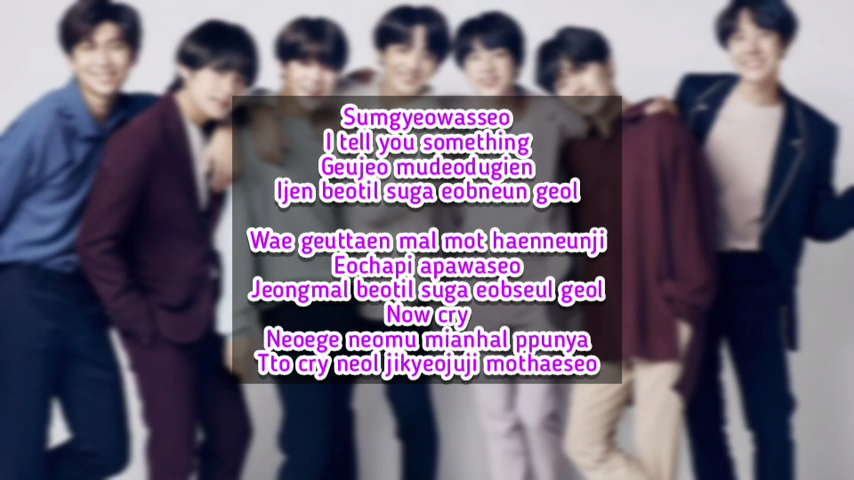 Sumgyeowasseo
I tell you something
Geujeo mudeodugien
Ijen beotil suga eobneun geol
Wae geuttaen mal mot haenneunji
Eochapi apawaseo
Jeongmal beotil suga eobseul geol
Now cry
Neoege neomu mianhal ppunya
Tto cry neol jikyeojuji mothaeseo